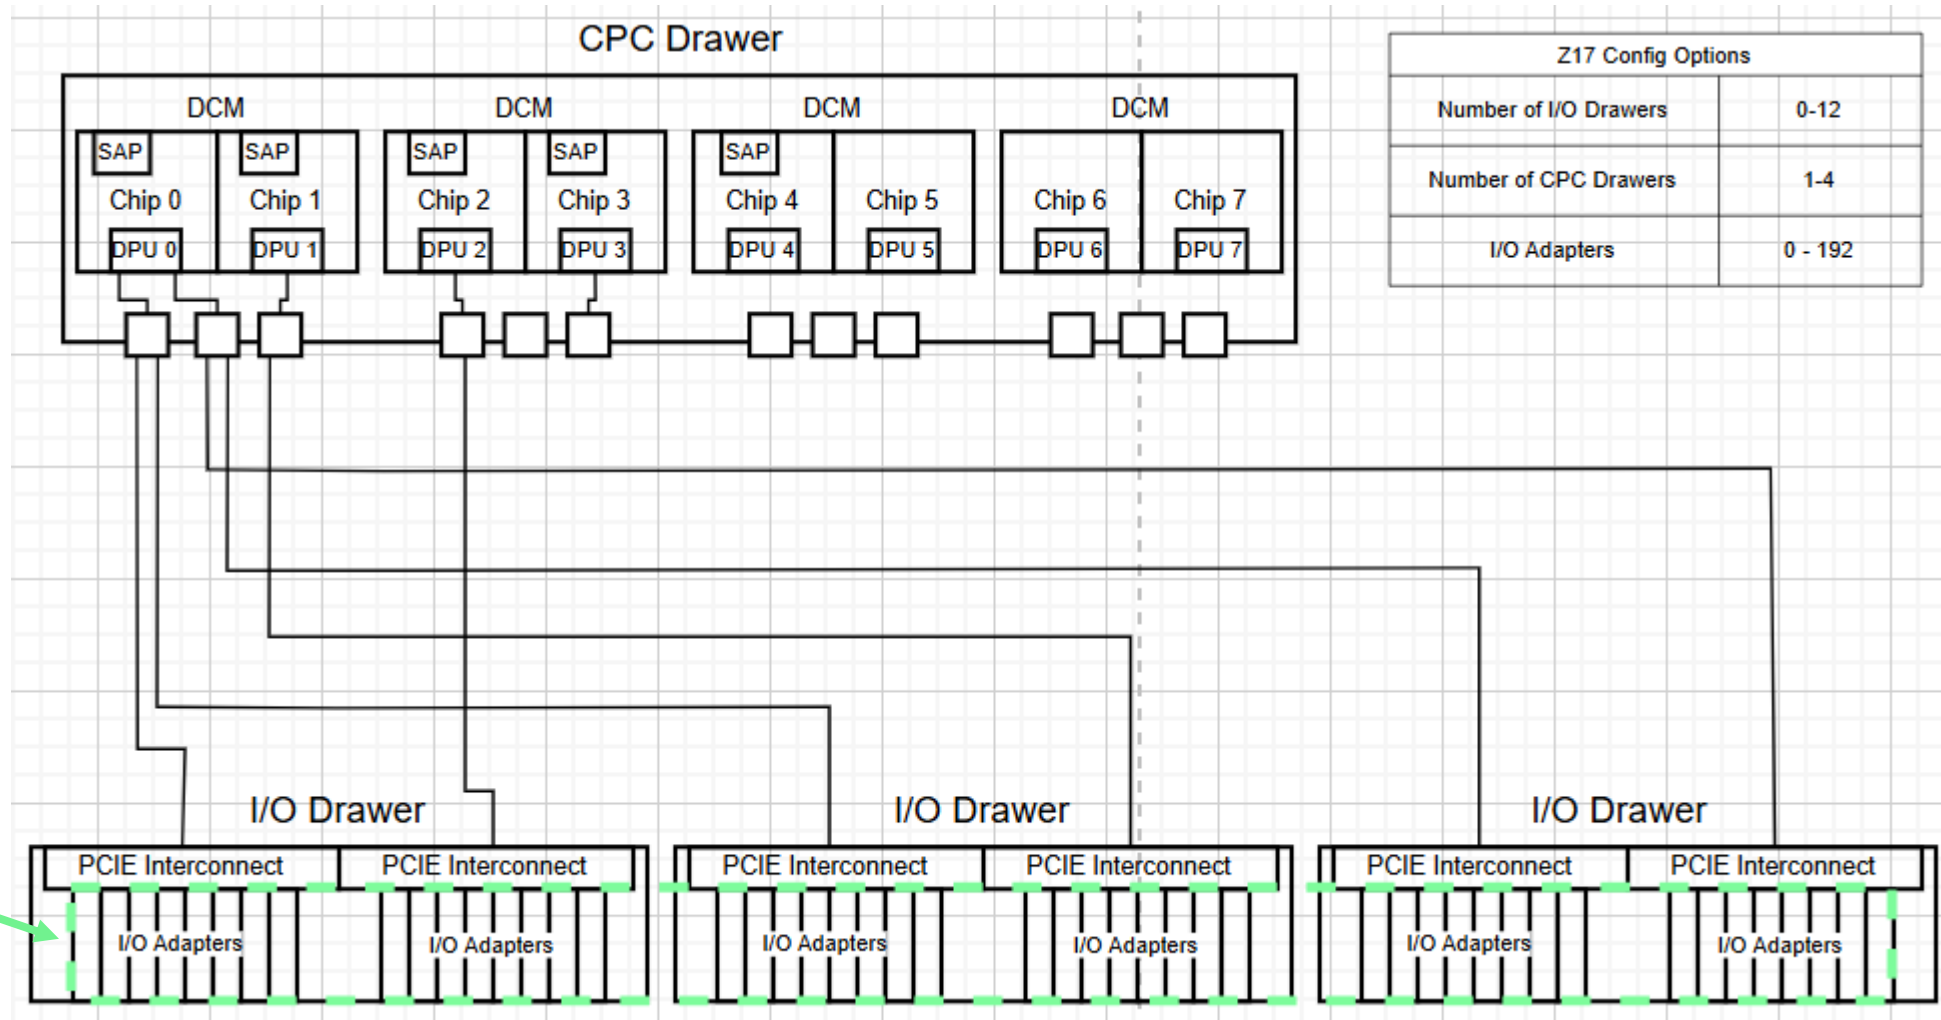 CPC Drawer
DCM DCM DCM DCM
SAP SAP SAP SAP SAP
Chip 0 Chip 1 Chip 2 Chip 3 Chip 4 Chip 5 Chip 6 Chip 7
DPU 0 DPU 1 DPU 2 DPU 3 DPU 4 DPU 5 DPU 6 DPU 7
Z17 Config Options
Number of I/O Drawers 0-12
Number of CPC Drawers 1-4
I/O Adapters 0 - 192
I/O Drawer I/O Drawer I/O Drawer
PCIE Interconnect PCIE Interconnect PCIE Interconnect PCIE Interconnect PCIE Interconnect PCIE Interconnect
I/O Adapters I/O Adapters I/O Adapters I/O Adapters I/O Adapters I/O Adapters